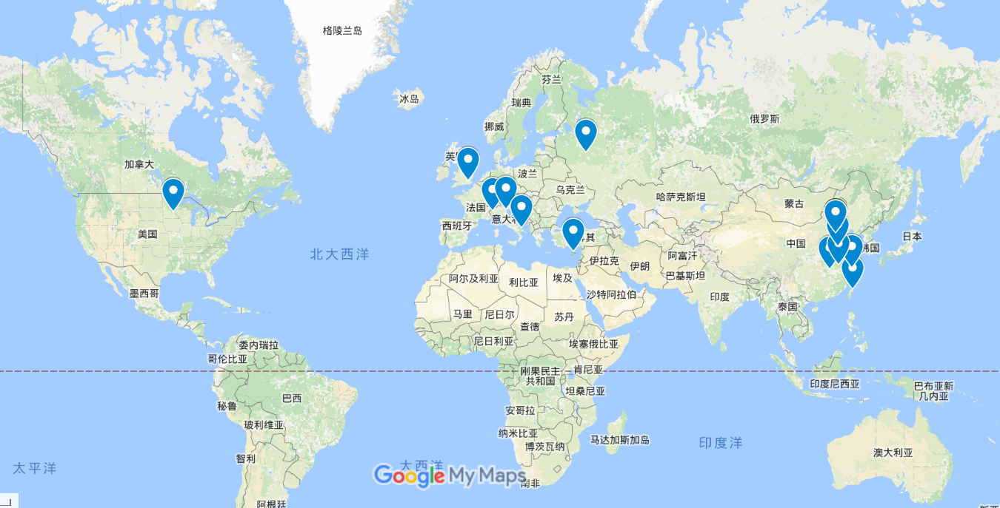 格陵兰岛
芬兰
冰岛
瑞典
俄罗斯
挪威
英
加拿大
波兰
乌克兰
哈萨克斯坦
蒙古
法国
意大利
西班牙
美国
其
中国
韩国
日本
北大西洋
伊拉克
伊朗
阿富汗
巴基斯坦
阿尔及利亚
利比亚
埃及
沙特阿拉伯
印度
墨西哥
泰国
马里
尼日尔
苏丹
查德
尼日利亚
埃塞俄比亚
委内瑞拉
哥伦比亚
刚果民主
共和国
肯尼亚
印度尼西亚
巴布亚新
几内亚
坦桑尼亚
巴西
秘鲁
安哥拉
玻利维亚
纳米比亚
博茨瓦纳
马达加斯加岛
印度洋
澳大利亚
智利
太平洋
大西洋
Google My Maps
南非
阿根廷